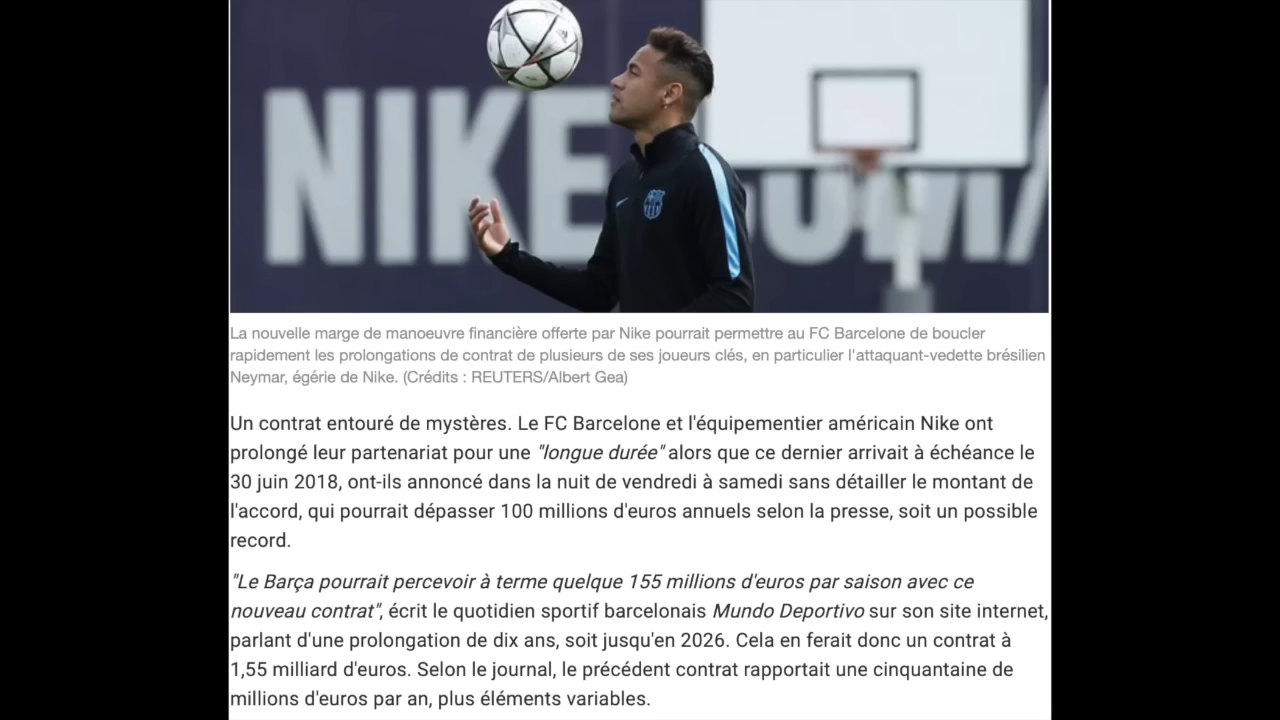 NIKE
La nouvelle marge de manoeuvre financière offerte par Nike pourrait permettre au FC Barcelone de boucler
rapidement les prolongations de contrat de plusieurs de ses joueurs clés, en particulier l'attaquant-vedette brésilien
Neymar, égérie de Nike. (Crédits : REUTERS/Albert Gea)
Un contrat entouré de mystères. Le FC Barcelone et l'équipementier américain Nike ont
prolongé leur partenariat pour une "longue durée" alors que ce dernier arrivait à échéance le
30 juin 2018, ont-ils annoncé dans la nuit de vendredi à samedi sans détailler le montant de
l'accord, qui pourrait dépasser 100 millions d'euros annuels selon la presse, soit un possible
record.
"Le Barça pourrait percevoir à terme quelque 155 millions d'euros par saison avec ce
nouveau contrat", écrit le quotidien sportif barcelonais Mundo Deportivo sur son site internet,
parlant d'une prolongation de dix ans, soit jusqu'en 2026. Cela en ferait donc un contrat à
1,55 milliard d'euros. Selon le journal, le précédent contrat rapportait une cinquantaine de
millions d'euros par an, plus éléments variables.